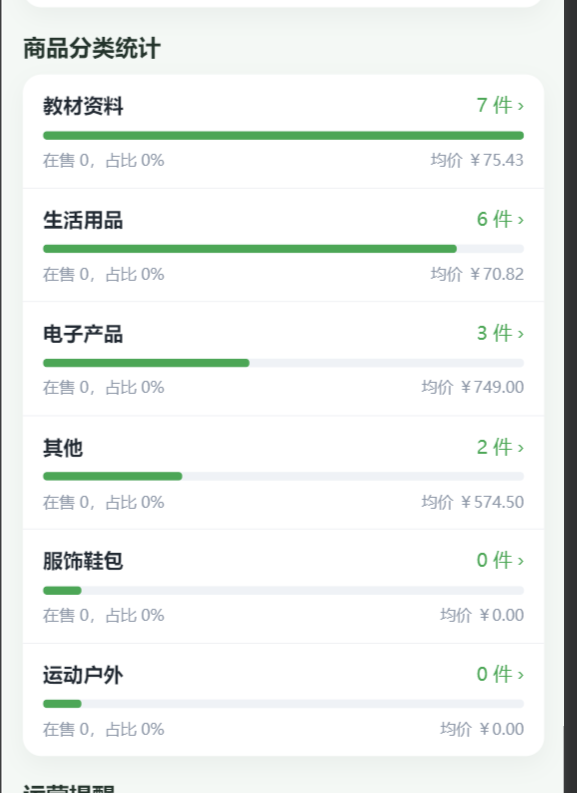 商品分类统计
教材资料
7 件 ›
在售 0，占比 0%
均价 ￥75.43
生活用品
6 件 ›
在售 0，占比 0%
均价 ￥70.82
电子产品
3 件 ›
在售 0，占比 0%
均价 ￥749.00
其他
2 件 ›
在售 0，占比 0%
均价 ￥574.50
服饰鞋包
0 件 ›
在售 0，占比 0%
均价 ￥0.00
运动户外
0 件 ›
在售 0，占比 0%
均价 ￥0.00
运营提醒